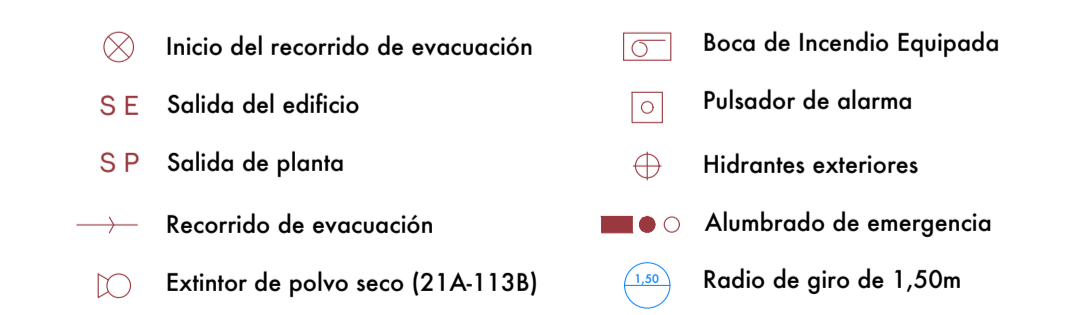 Inicio del recorrido de evacuación
S E Salida del edificio
S P Salida de planta
Recorrido de evacuación
Extintor de polvo seco (21A-113B)
Boca de Incendio Equipada
Pulsador de alarma
Hidrantes exteriores
Alumbrado de emergencia
1,50 Radio de giro de 1,50m